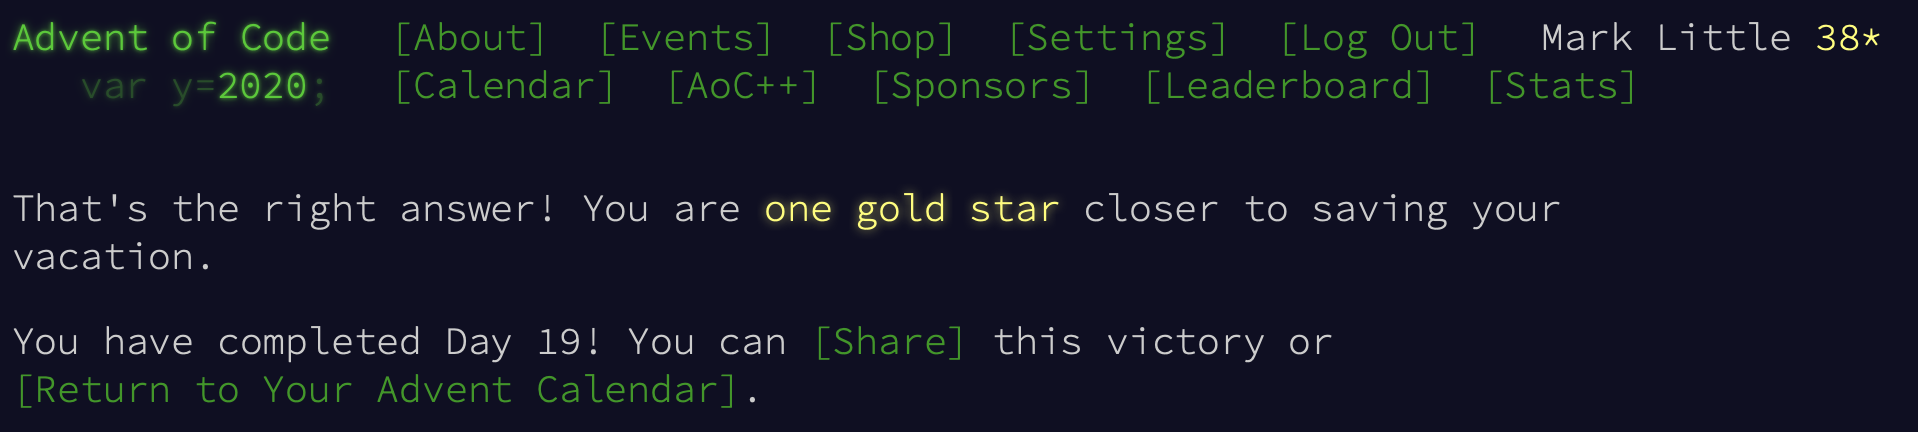 Advent of Code [About] [Events] [Shop] [Settings] [Log Out] Mark Little 38*
var y=2020; [Calendar] [AoC++] [Sponsors] [Leaderboard] [Stats]
That's the right answer! You are one gold star closer to saving your
vacation.
You have completed Day 19! You can [Share] this victory or
[Return to Your Advent Calendar].